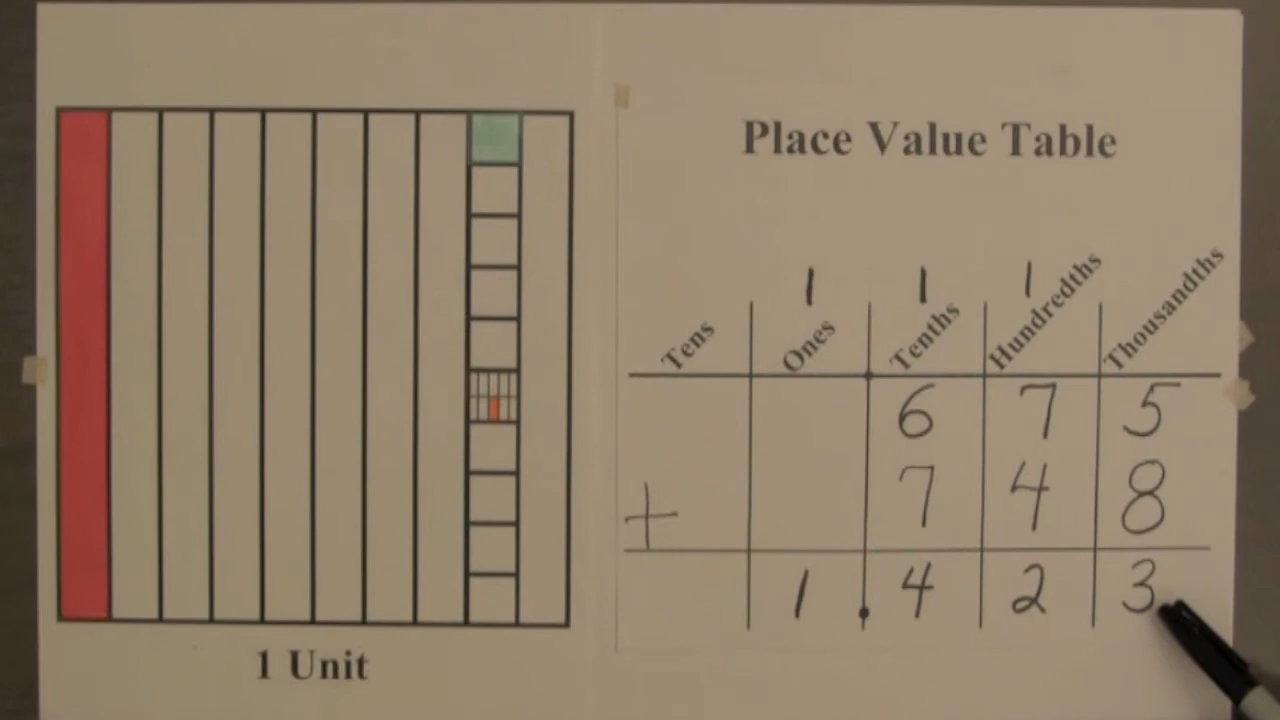 Place Value Table
1 1 1
Tens Ones Tenths Hundredths Thousandths
6 7 5
+ 7 4 8
1 . 4 2 3
1 Unit